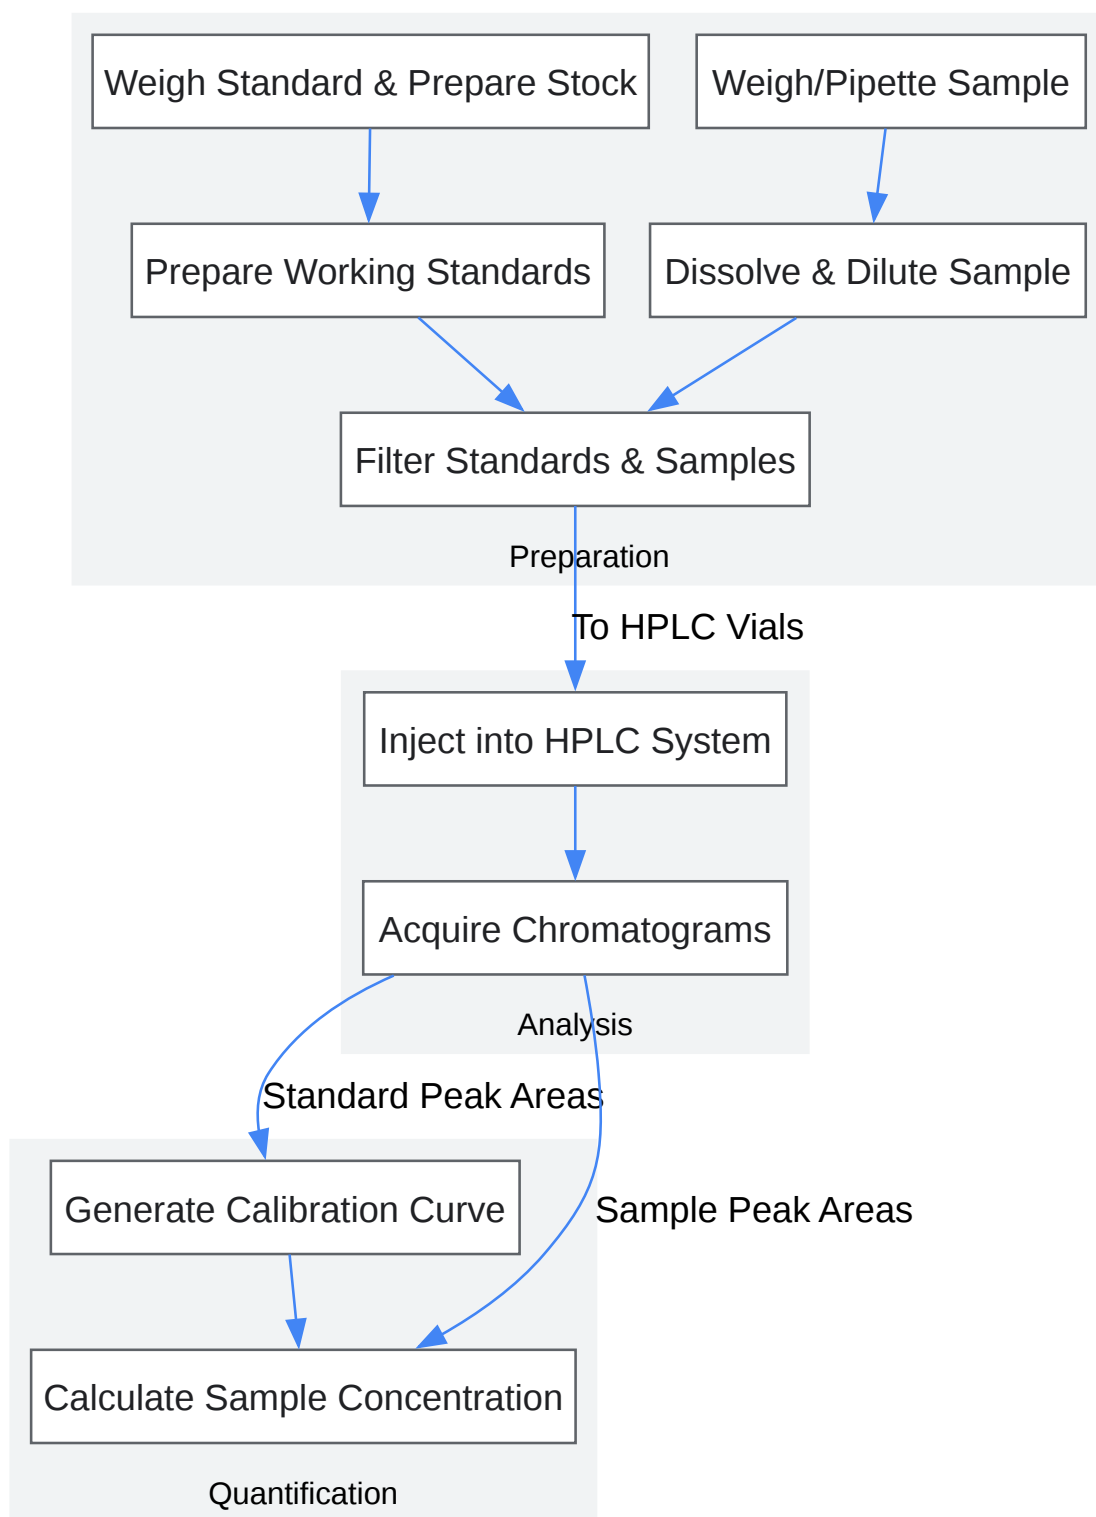 Weigh Standard & Prepare Stock
Weigh/Pipette Sample
Prepare Working Standards
Dissolve & Dilute Sample
Filter Standards & Samples
Preparation
To HPLC Vials
Inject into HPLC System
Acquire Chromatograms
Analysis
Standard Peak Areas
Generate Calibration Curve
Sample Peak Areas
Calculate Sample Concentration
Quantification